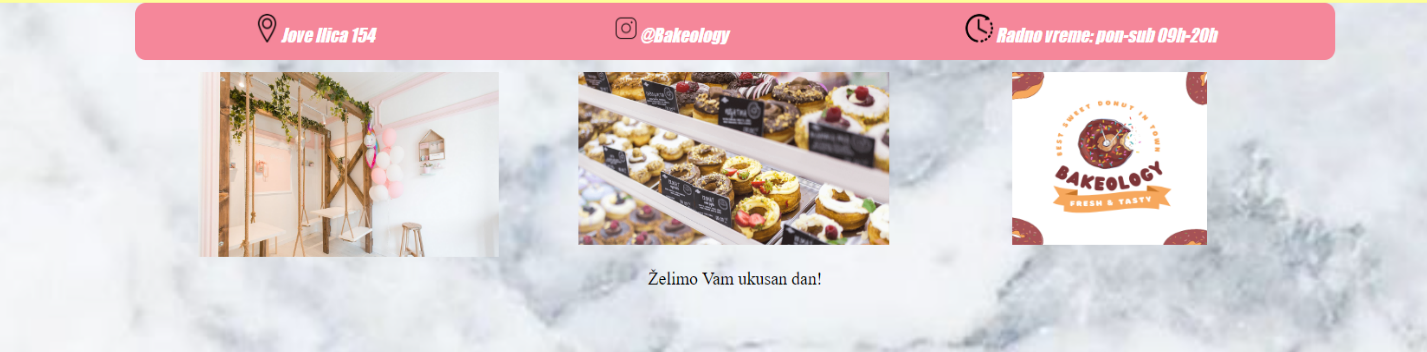 Jove Ilica 154
@Bakeology
Radno vreme: pon-sub 09h-20h
BEST SWEET DONUT IN TOWN
BAKEOLOGY
FRESH & TASTY
Želimo Vam ukusan dan!